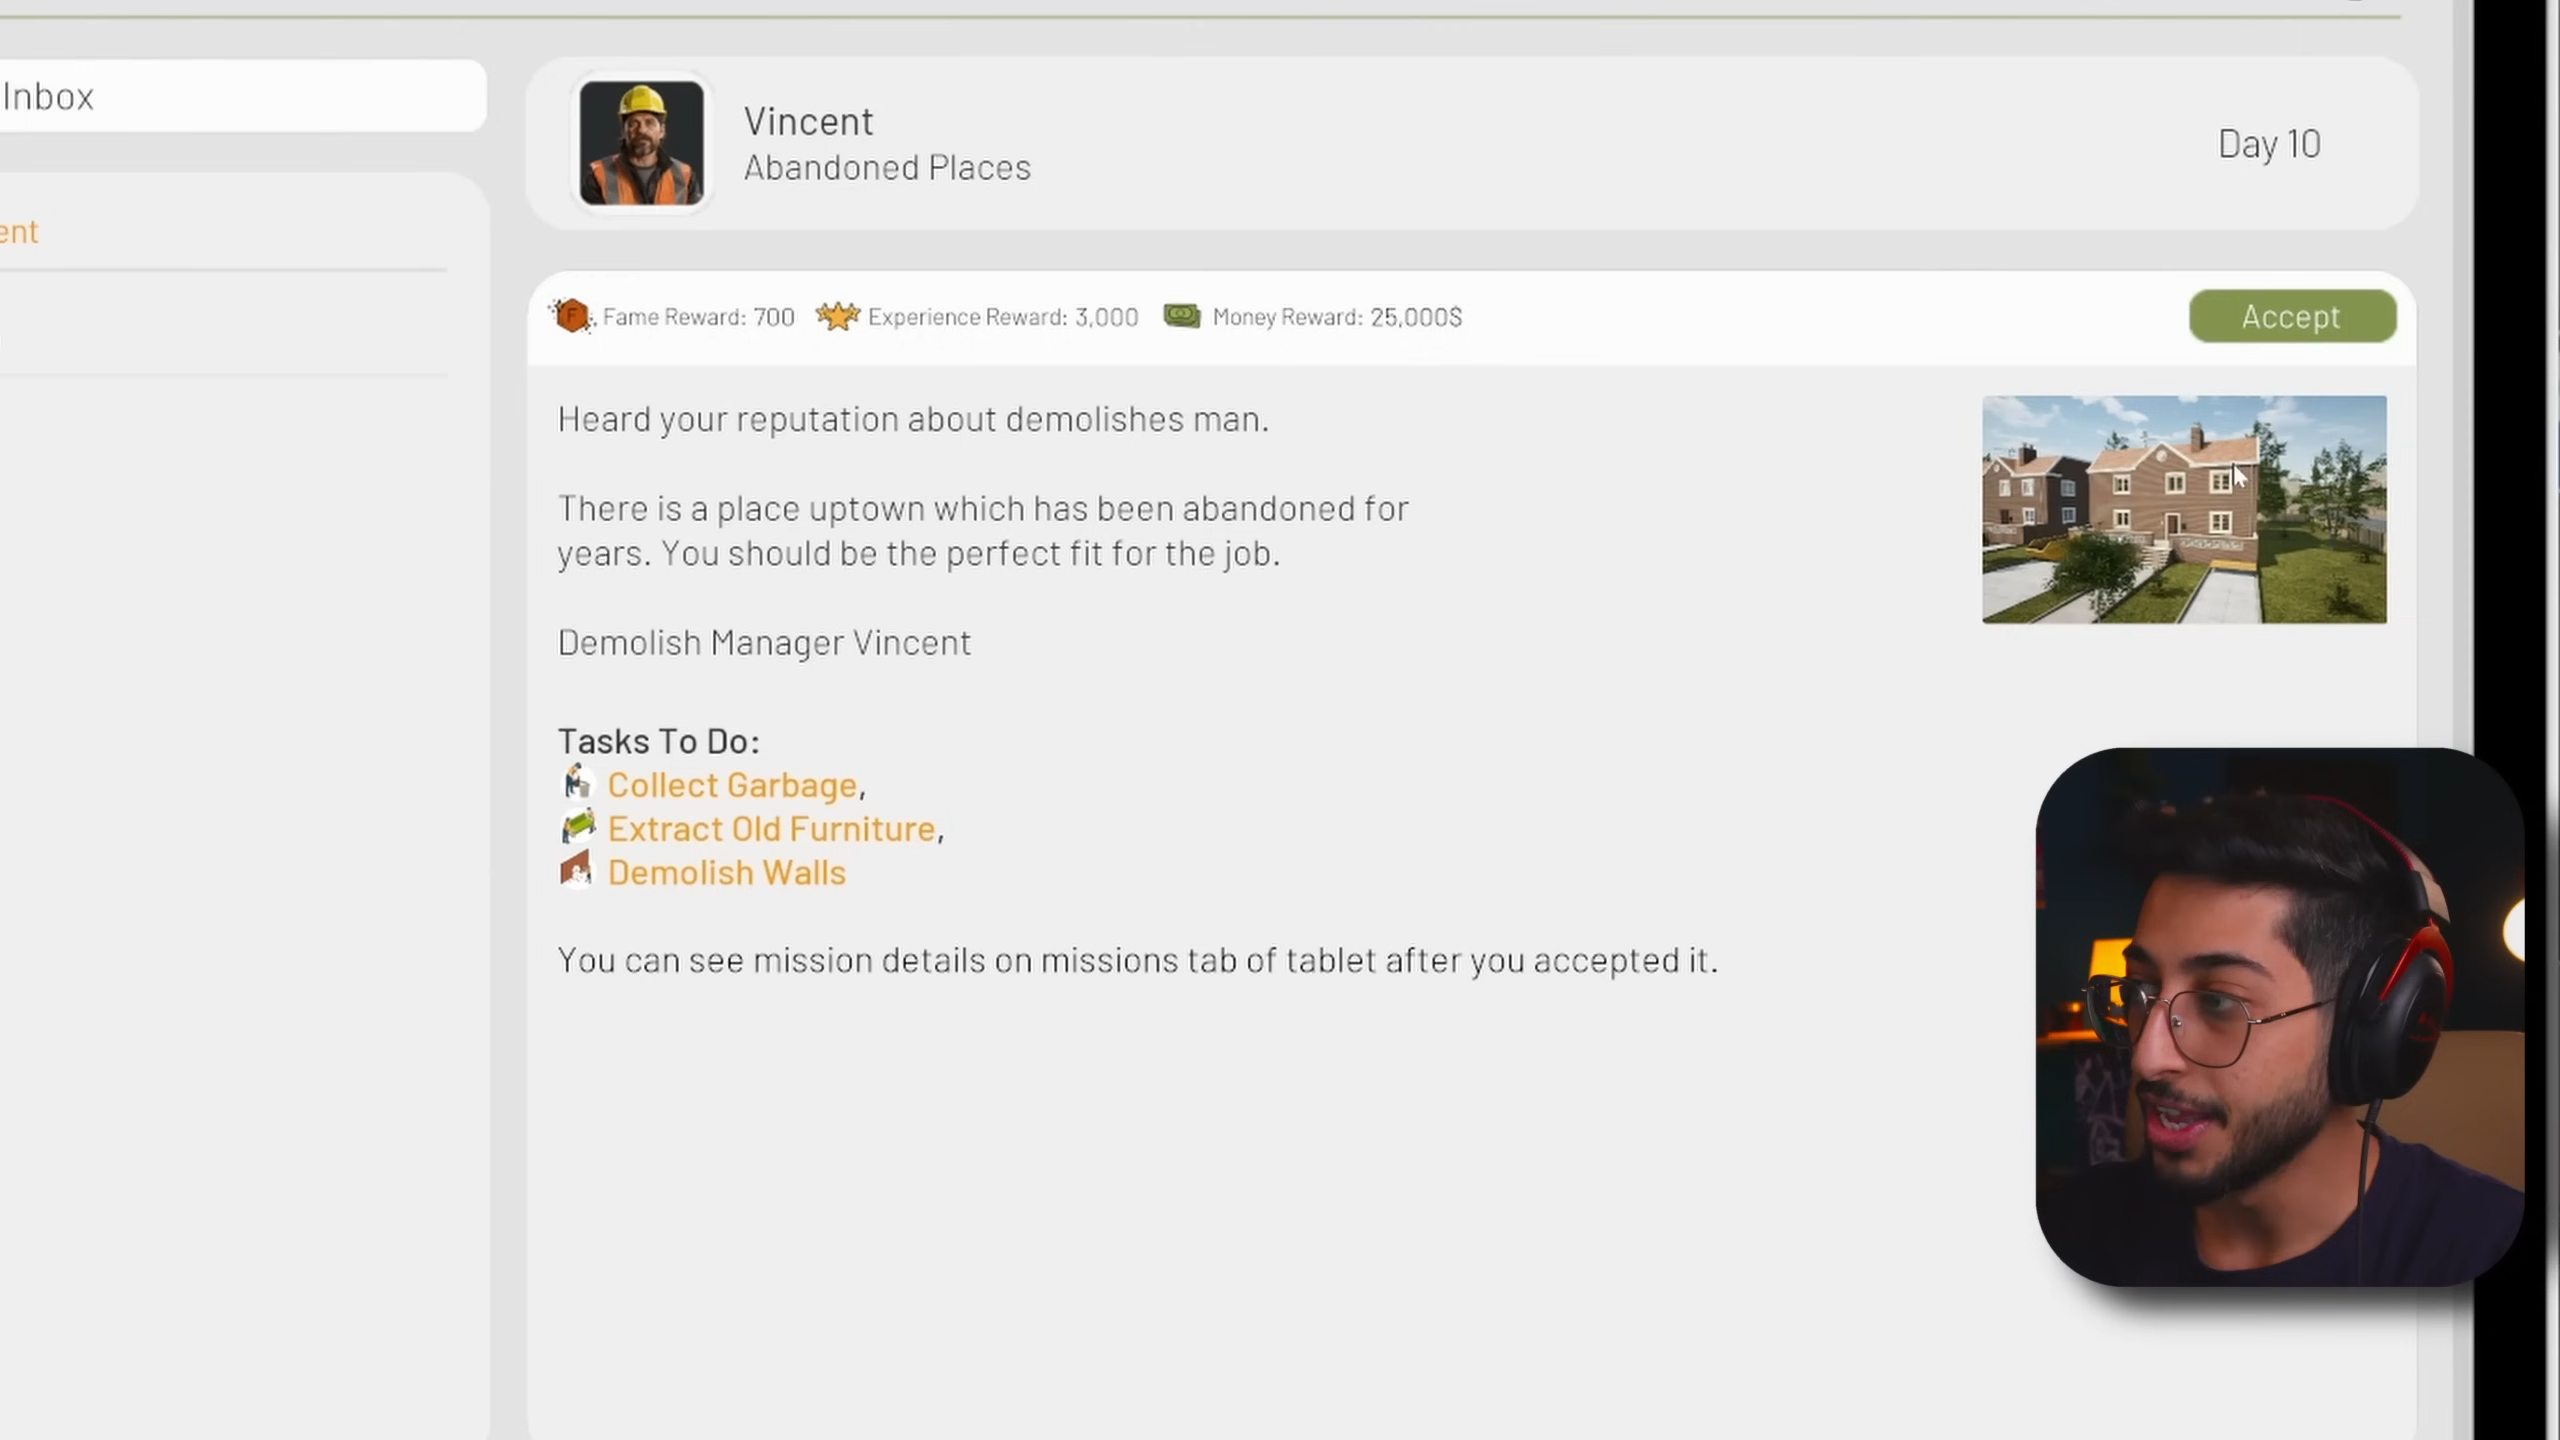 Inbox
ent
Vincent
Abandoned Places
Day 10
Fame Reward: 700 Experience Reward: 3,000 Money Reward: 25,000$
Accept
Heard your reputation about demolishes man.
There is a place uptown which has been abandoned for
years. You should be the perfect fit for the job.
Demolish Manager Vincent
Tasks To Do:
Collect Garbage,
Extract Old Furniture,
Demolish Walls
You can see mission details on missions tab of tablet after you accepted it.